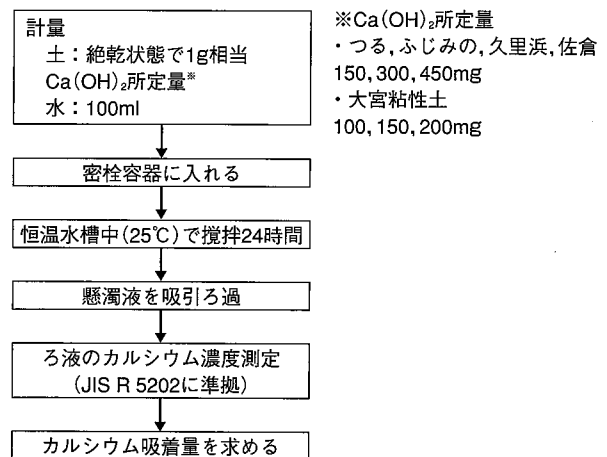 計量
土：絶乾状態で1g相当
Ca(OH)₂所定量※
水：100ml
※Ca(OH)₂所定量
・つる,ふじみの,久里浜,佐倉
150,300,450mg
・大宮粘性土
100,150,200mg
密栓容器に入れる
恒温水槽中(25℃)で撹拌24時間
懸濁液を吸引ろ過
ろ液のカルシウム濃度測定
(JIS R 5202に準拠)
カルシウム吸着量を求める